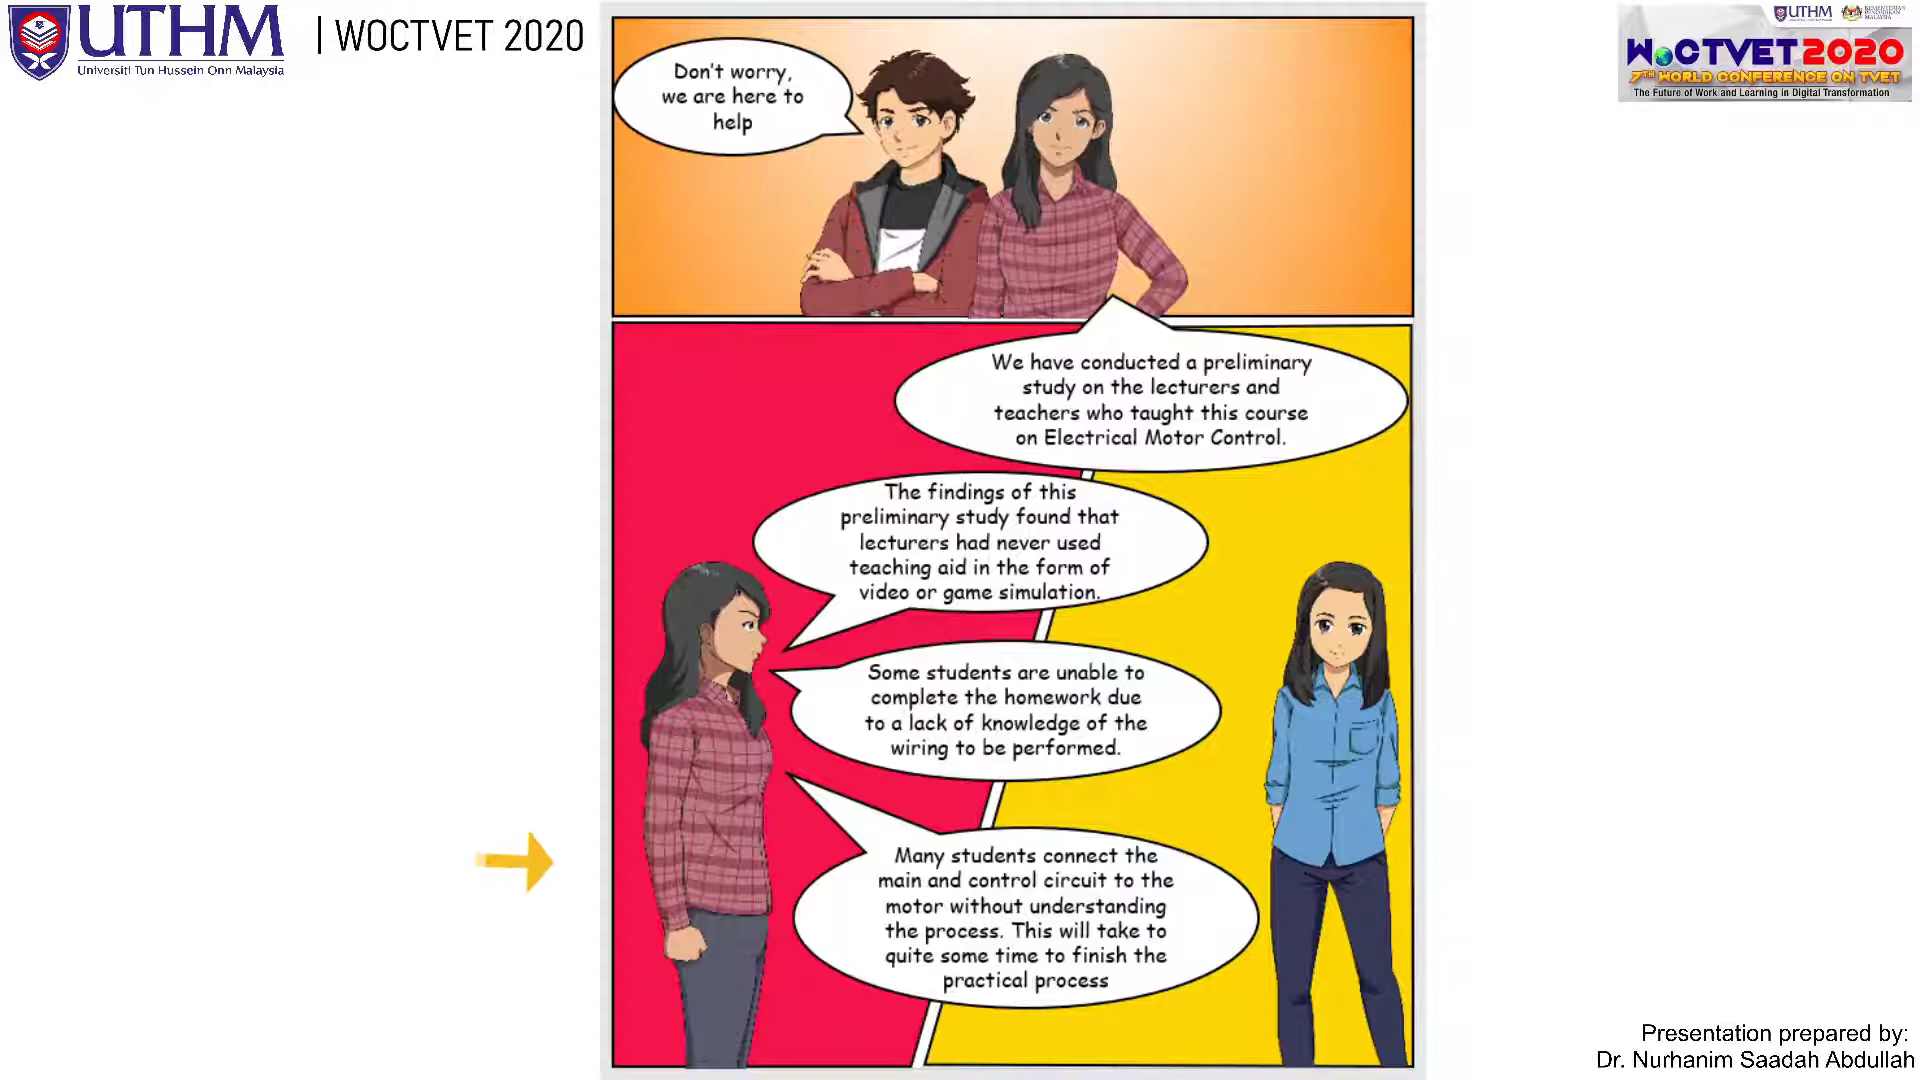 UTHM
Universiti Tun Hussein Onn Malaysia
| WOCTVET 2020
UTHM
KEMENTERIAN
PENDIDIKAN
MALAYSIA
WOCTVET 2020
7TH WORLD CONFERENCE ON TVET
The Future of Work and Learning in Digital Transformation
Don't worry,
we are here to
help
We have conducted a preliminary
study on the lecturers and
teachers who taught this course
on Electrical Motor Control.
The findings of this
preliminary study found that
lecturers had never used
teaching aid in the form of
video or game simulation.
Some students are unable to
complete the homework due
to a lack of knowledge of the
wiring to be performed.
Many students connect the
main and control circuit to the
motor without understanding
the process. This will take to
quite some time to finish the
practical process
Presentation prepared by:
Dr. Nurhanim Saadah Abdullah